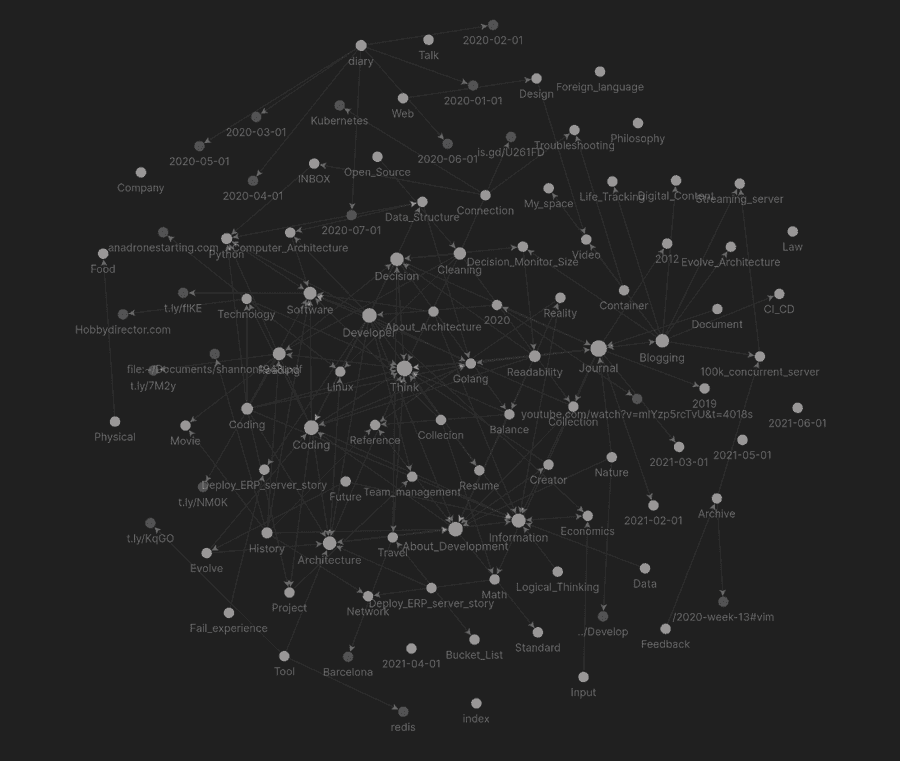 2020-02-01
Talk
diary
Foreign_language
Design
2020-01-01
Web
Kubernetes
2020-03-01
Philosophy
Troubleshooting
is.gd/U261FD
2020-06-01
2020-05-01
Open_Source
INBOX
Company
2020-04-01
Life_Tracking
Digital_Content
Streaming_server
My_space
Connection
Data_Structure
2020-07-01
anadronestarting.com
Computer_Architecture
Python
Law
Video
2012
Evolve_Architecture
Decision_Monitor_Size
Cleaning
Decision
Food
t.ly/fIKE
Software
Technology
Container
CI_CD
Reality
2020
About_Architecture
Developer
Document
Hobbydirector.com
Journal
Blogging
Readability
100k_concurrent_server
Golang
Think
Linux
t.ly/7M2y
2019
youtube.com/watch?v=mIYzp5rcTvU&t=4018s
Collection
Balance
2021-06-01
Coding
Movie
Physical
Reference
Collecion
Coding
2021-05-01
2021-03-01
Nature
Creator
Resume
Team_management
Deploy_ERP_server_story
Future
t.ly/NM0K
Archive
2021-02-01
Economics
Information
About_Development
Travel
t.ly/KqGO
History
Architecture
Evolve
Data
Logical_Thinking
Math
Deploy_ERP_server_story
Network
Project
/2020-week-13#vim
../Develop
Feedback
Fail_experience
Standard
Bucket_List
2021-04-01
Barcelona
Tool
Input
index
redis